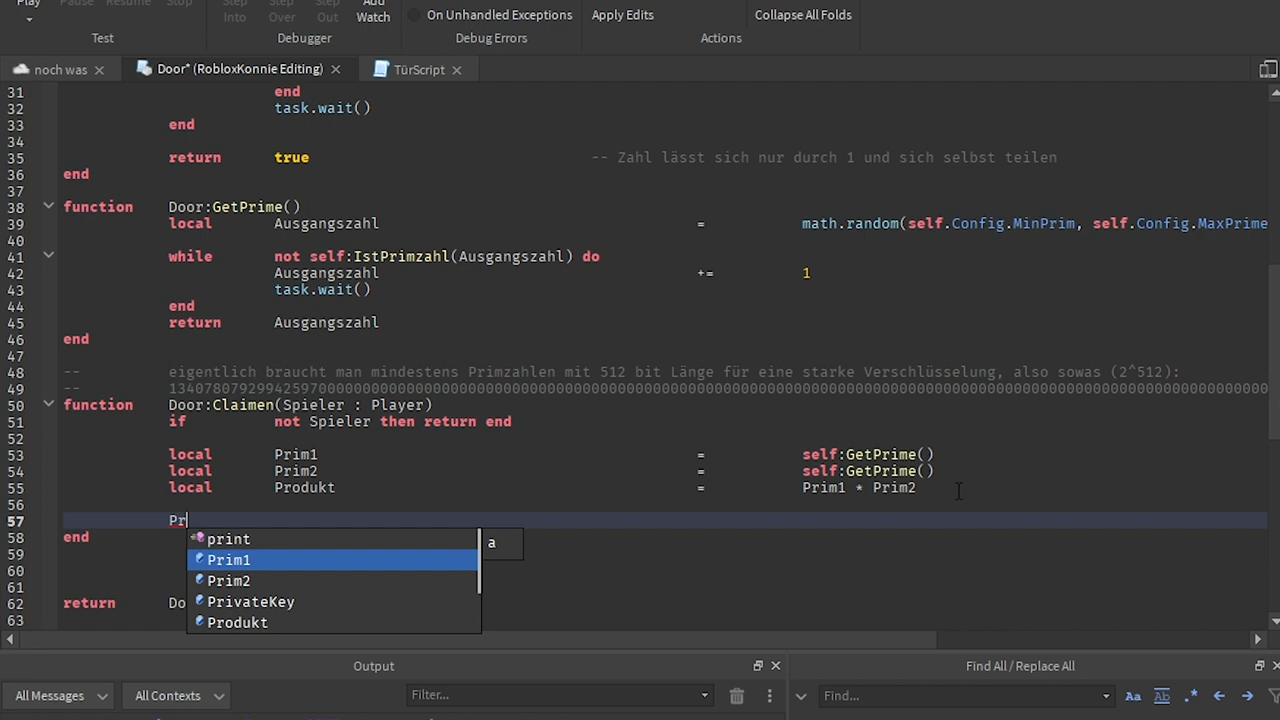 Play Pause Resume Stop Step Into Step Over Step Out Add Watch On Unhandled Exceptions Apply Edits Collapse All Folds
Test Debugger Debug Errors Actions
noch was Door* (RobloxKonnie Editing) TürScript
31 end
32 task.wait()
33 end
34
35 return true -- Zahl lässt sich nur durch 1 und sich selbst teilen
36 end
37
38 function Door:GetPrime()
39 local Ausgangszahl = math.random(self.Config.MinPrim, self.Config.MaxPrime
40
41 while not self:IstPrimzahl(Ausgangszahl) do
42 Ausgangszahl += 1
43 task.wait()
44 end
45 return Ausgangszahl
46 end
47
48 -- eigentlich braucht man mindestens Primzahlen mit 512 bit Länge für eine starke Verschlüsselung, also sowas (2^512):
49 --
50 function Door:Claimen(Spieler : Player)
51 if not Spieler then return end
52
53 local Prim1 = self:GetPrime()
54 local Prim2 = self:GetPrime()
55 local Produkt = Prim1 * Prim2
56
57 Pr
58 end
print a
59
Prim1
60
Prim2
61
PrivateKey
62 return Do
Produkt
63
Output Find All / Replace All
All Messages All Contexts Filter... Find... Aa Ab .*